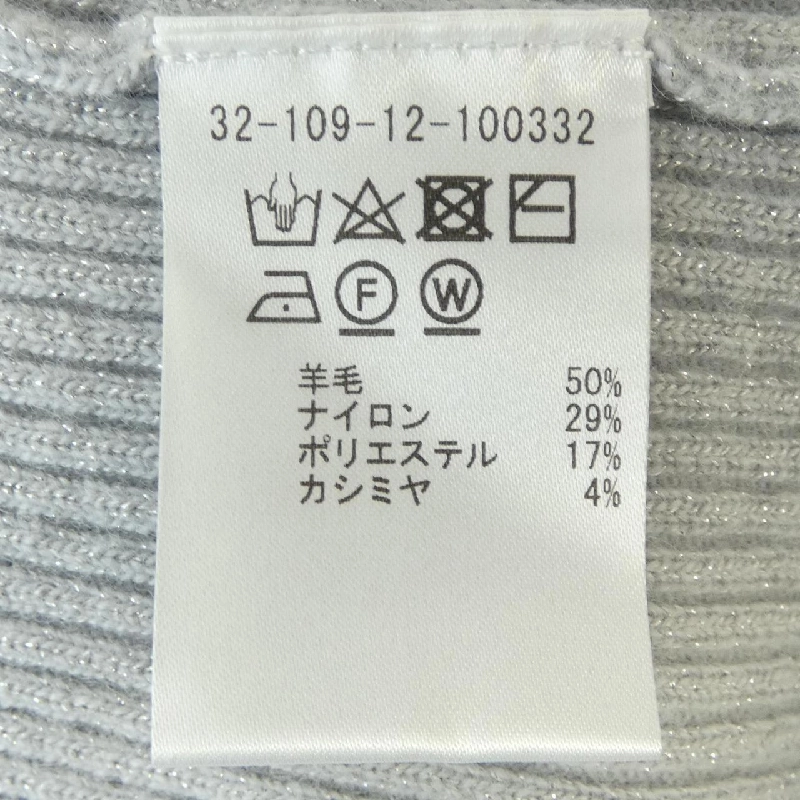 32-109-12-100332
F W
羊毛 50%
ナイロン 29%
ポリエステル 17%
カシミヤ 4%